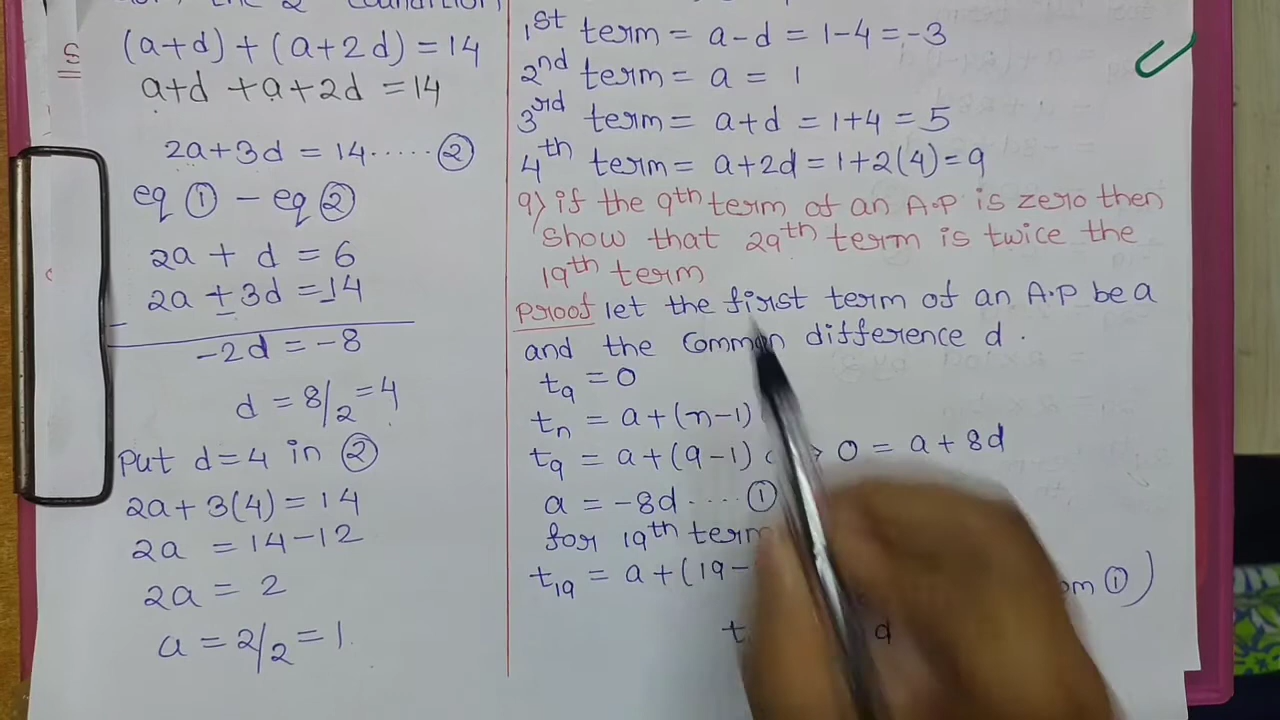 the 2 condition
(a+d) + (a+2d) = 14
a+d +a+2d = 14
2a+3d = 14 ..... ②
eq ① - eq ②
2a + d = 6
2a + 3d = 14
-2d = -8
d = 8/2 = 4
Put d=4 in ②
2a+3(4) = 14
2a = 14-12
2a = 2
a = 2/2 = 1
1st term = a-d = 1-4 = -3
2nd term = a = 1
3rd term = a+d = 1+4 = 5
4th term = a+2d = 1+2(4) = 9
9) if the 9th term of an A.P is zero then
show that 29th term is twice the
19th term
Proof let the first term of an A.P be a
and the Common difference d.
t9 = 0
tn = a+(n-1)
t9 = a+(9-1) 0 = a+8d
a = -8d .... ①
for 19th term
t19 = a+(19- ①)
t d